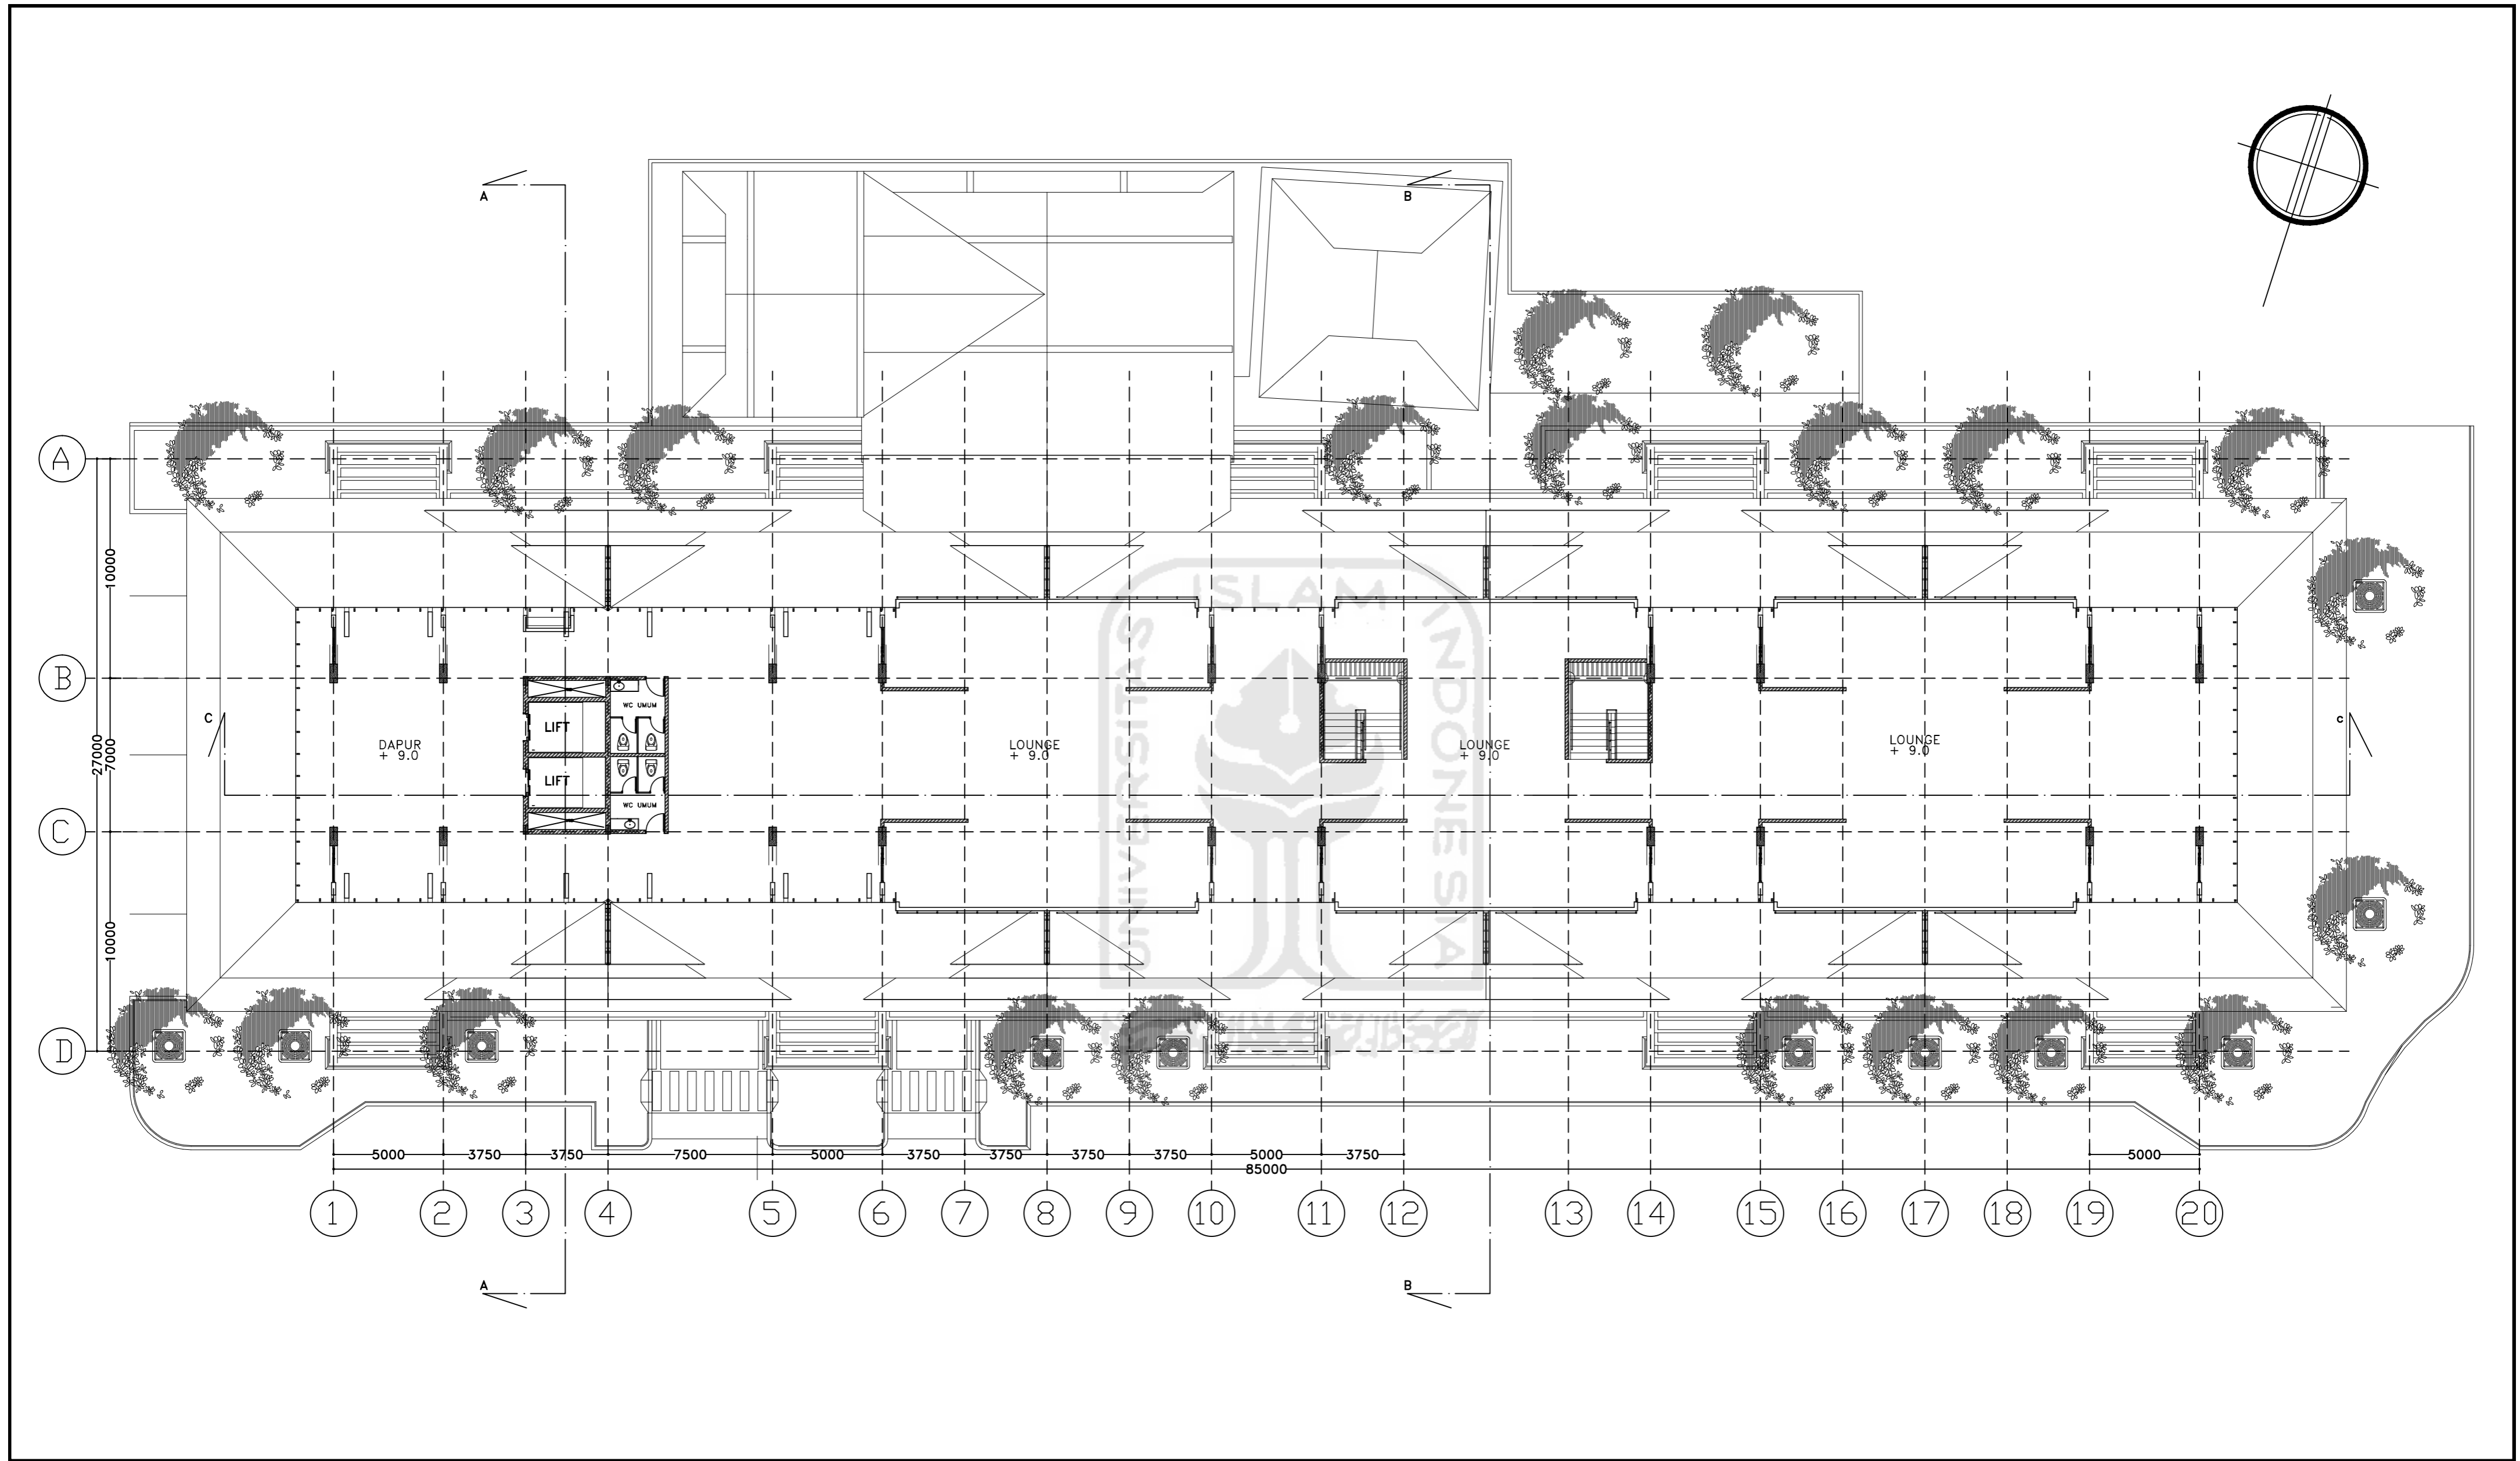 A
B
A
10000
B
WC UMUM
C
LIFT
DAPUR
+ 9.0
LOUNGE
+ 9.0
LOUNGE
+ 9.0
LOUNGE
+ 9.0
c
27000
7000
LIFT
WC UMUM
C
10000
D
UNIVERSITAS
ISLAM
INDONESIA
5000 3750 3750 7500 5000 3750 3750 3750 3750 5000 3750 5000
85000
1 2 3 4 5 6 7 8 9 10 11 12 13 14 15 16 17 18 19 20
A
B